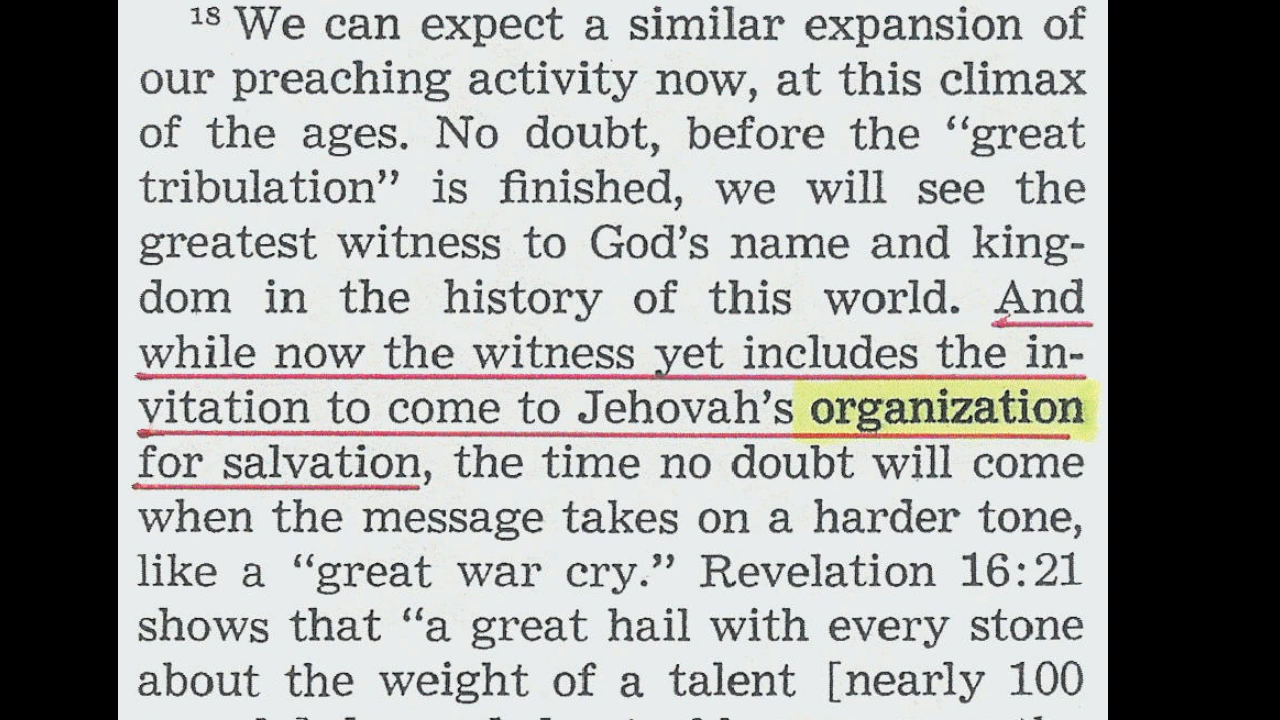 18 We can expect a similar expansion of
our preaching activity now, at this climax
of the ages. No doubt, before the “great
tribulation” is finished, we will see the
greatest witness to God’s name and king-
dom in the history of this world. And
while now the witness yet includes the in-
vitation to come to Jehovah’s organization
for salvation, the time no doubt will come
when the message takes on a harder tone,
like a “great war cry.” Revelation 16:21
shows that “a great hail with every stone
about the weight of a talent [nearly 100